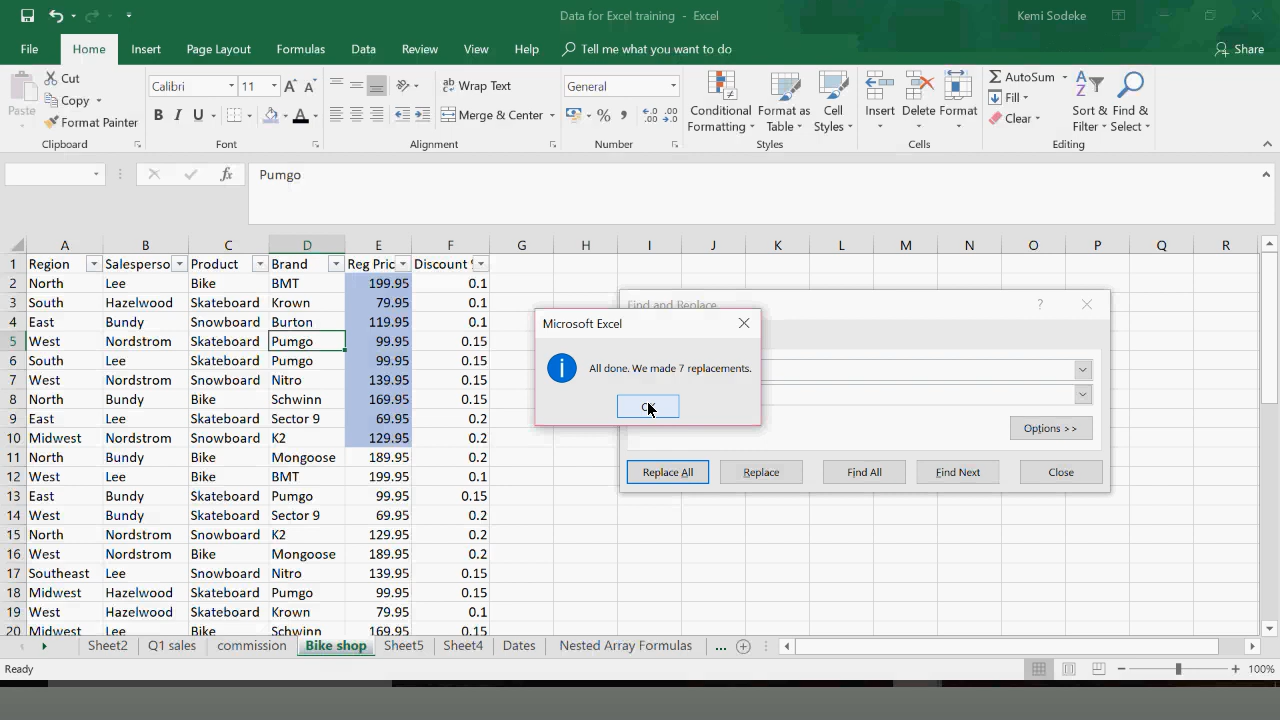 Data for Excel training - Excel
Kemi Sodeke
File Home Insert Page Layout Formulas Data Review View Help Tell me what you want to do Share
Paste
Cut
Copy
Format Painter
Clipboard
Calibri 11 A A
B I U A
Font
Wrap Text
Merge & Center
Alignment
General
%
Number
Conditional Formatting
Format as Table
Cell Styles
Styles
Insert Delete Format
Cells
AutoSum
Fill
Clear
Sort & Filter
Find & Select
Editing
fx Pumgo
A B C D E F G H I J K L M N O P Q R
1 Region Salesperso Product Brand Reg Pric Discount
2 North Lee Bike BMT 199.95 0.1
3 South Hazelwood Skateboard Krown 79.95 0.1
4 East Bundy Snowboard Burton 119.95 0.1
5 West Nordstrom Skateboard Pumgo 99.95 0.15
6 South Lee Skateboard Pumgo 99.95 0.15
7 West Nordstrom Snowboard Nitro 139.95 0.15
8 North Bundy Bike Schwinn 169.95 0.15
9 East Lee Skateboard Sector 9 69.95 0.2
10 Midwest Nordstrom Snowboard K2 129.95 0.2
11 North Bundy Bike Mongoose 189.95 0.2
12 West Lee Bike BMT 199.95 0.1
13 East Bundy Skateboard Pumgo 99.95 0.15
14 West Bundy Skateboard Sector 9 69.95 0.2
15 North Nordstrom Snowboard K2 129.95 0.2
16 West Nordstrom Bike Mongoose 189.95 0.2
17 Southeast Lee Snowboard Nitro 139.95 0.15
18 Midwest Hazelwood Skateboard Pumgo 99.95 0.15
19 West Hazelwood Skateboard Krown 79.95 0.1
20 Midwest Lee Bike Schwinn 169.95 0.15
Find and Replace ?
Microsoft Excel
i All done. We made 7 replacements.
Options >>
Replace All Replace Find All Find Next Close
Sheet2 Q1 sales commission Bike shop Sheet5 Sheet4 Dates Nested Array Formulas ...
Ready
100%